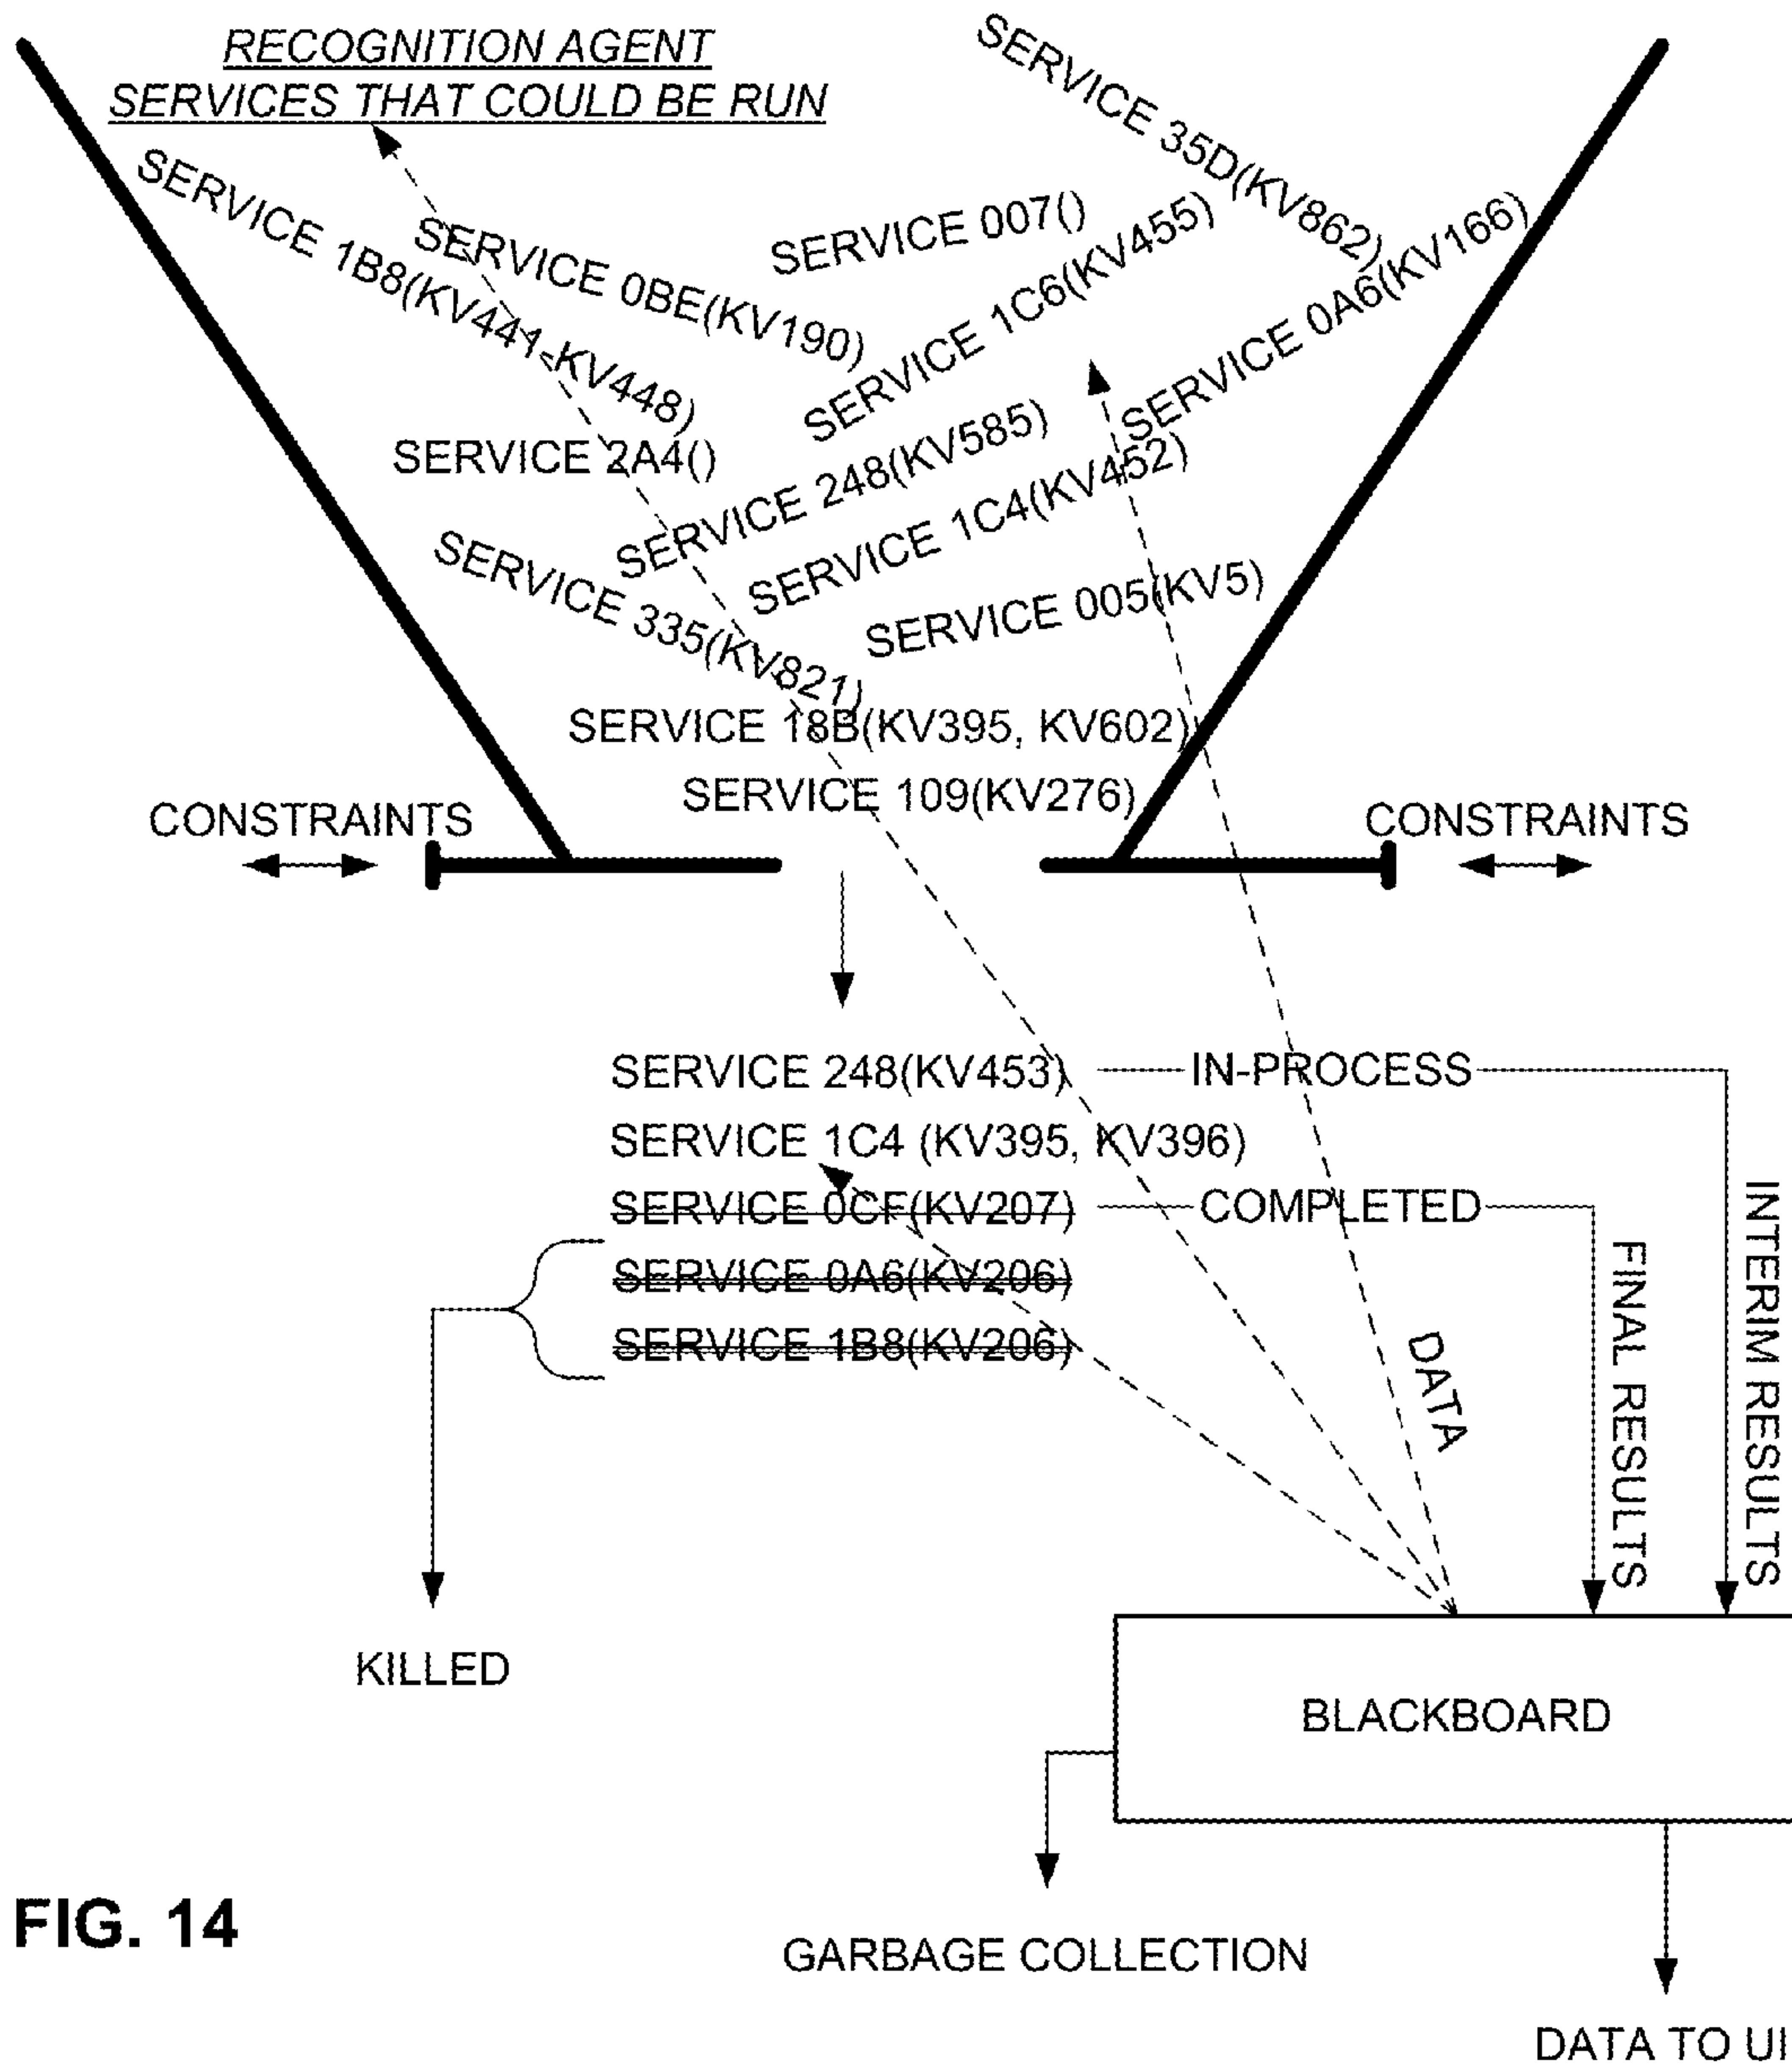 RECOGNITION AGENT
SERVICES THAT COULD BE RUN
SERVICE 35D(KV862)
SERVICE 1B8(KV441-KV448)
SERVICE 0BE(KV190)
SERVICE 007()
SERVICE 1C6(KV455)
SERVICE 0A6(KV166)
SERVICE 2A4()
SERVICE 248(KV585)
SERVICE 1C4(KV452)
SERVICE 335(KV821)
SERVICE 005(KV5)
SERVICE 18B(KV395, KV602)
SERVICE 109(KV276)
CONSTRAINTS
CONSTRAINTS
SERVICE 248(KV453)
IN-PROCESS
SERVICE 1C4 (KV395, KV396)
SERVICE 0CF(KV207)
COMPLETED
SERVICE 0A6(KV206)
SERVICE 1B8(KV206)
DATA
FINAL RESULTS
INTERIM RESULTS
KILLED
BLACKBOARD
FIG. 14
GARBAGE COLLECTION
DATA TO UI